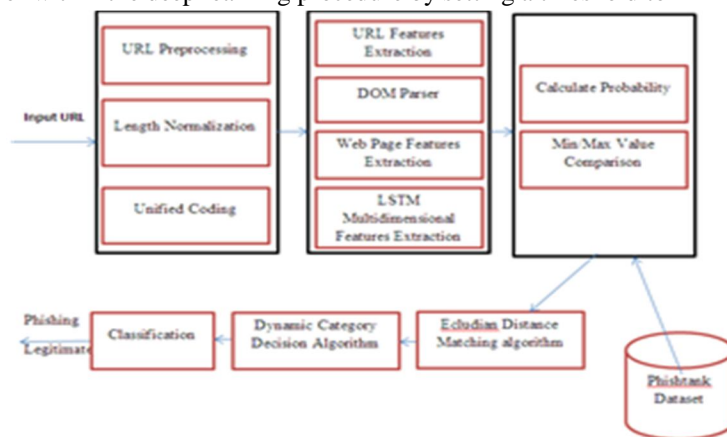 URL Preprocessing
Length Normalization
Unified Coding
Input URL
URL Features
Extraction
DOM Parser
Web Page Features
Extraction
LSTM
Multidimensional
Features Extraction
Calculate Probability
Min/Max Value
Comparison
Phishing
Legitimate
Classification
Dynamic Category
Decision Algorithm
Ecludian Distance
Matching algorithm
Phishtank
Dataset